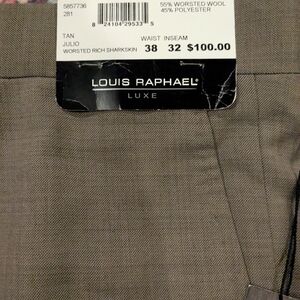 5857736
281
8 24104 29533 5
55% WORSTED WOOL
45% POLYESTER
TAN
JULIO
WORSTED RICH SHARKSKIN
WAIST INSEAM
38 32 $100.00
LOUIS RAPHAEL
LUXE